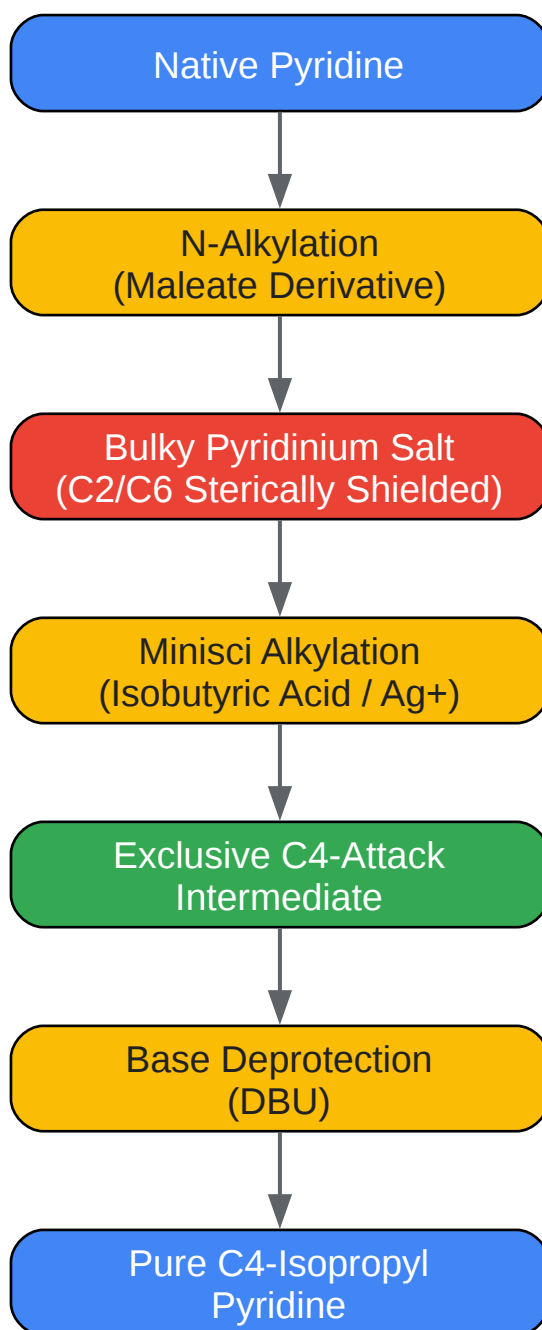 Native Pyridine
N-Alkylation
(Maleate Derivative)
Bulky Pyridinium Salt
(C2/C6 Sterically Shielded)
Minisci Alkylation
(Isobutyric Acid / Ag+)
Exclusive C4-Attack
Intermediate
Base Deprotection
(DBU)
Pure C4-Isopropyl
Pyridine